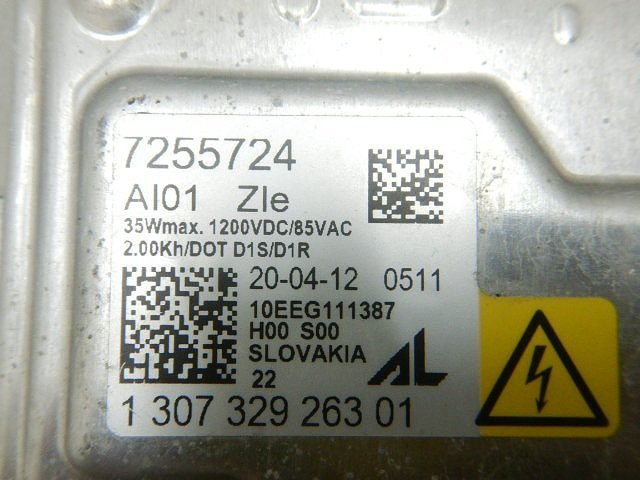 7255724
AI01 ZIe
35Wmax. 1200VDC/85VAC
2.00Kh/DOT D1S/D1R
20-04-12 0511
10EEG111387
H00 S00
SLOVAKIA
22
AL
1 307 329 263 01